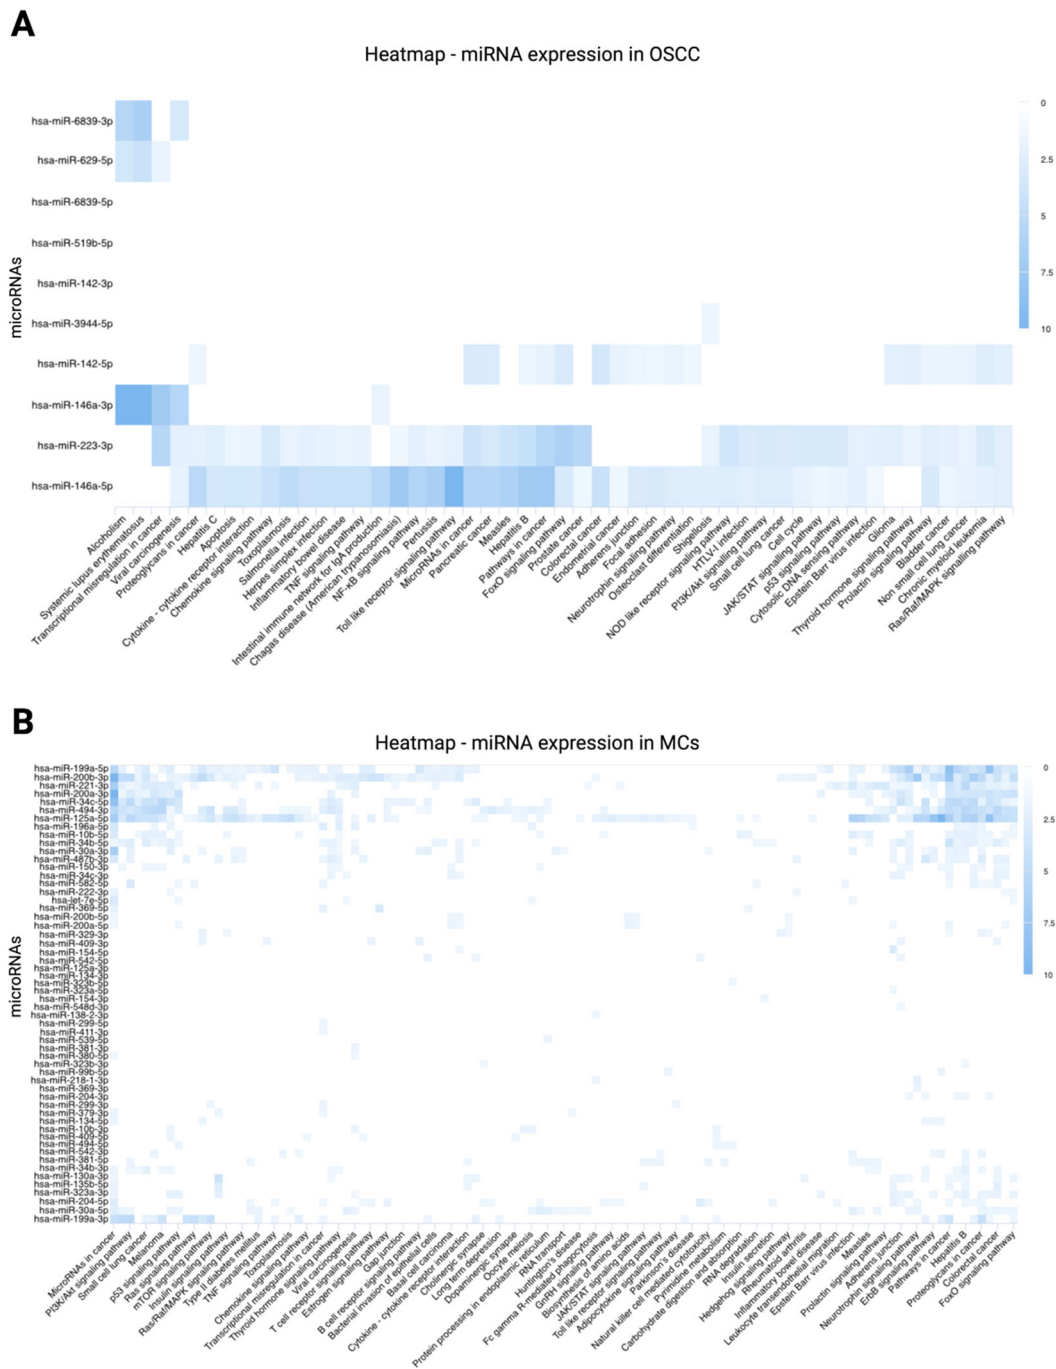 A
Heatmap - miRNA expression in OSCC
microRNAs
hsa-miR-6839-3p
hsa-miR-629-5p
hsa-miR-6839-5p
hsa-miR-519b-5p
hsa-miR-142-3p
hsa-miR-3944-5p
hsa-miR-142-5p
hsa-miR-146a-3p
hsa-miR-223-3p
hsa-miR-146a-5p
0
2.5
5
7.5
10
Alcoholism
Systemic lupus erythematosus
Transcriptional misregulation in cancer
Viral carcinogenesis
Proteoglycans in cancer
Hepatitis C
Apoptosis
Cytokine - cytokine receptor interaction
Chemokine signaling pathway
Toxoplasmosis
Salmonella infection
Herpes simplex infection
Inflammatory bowel disease
TNF signaling pathway
Intestinal immune network for IgA production
Chagas disease (American trypanosomiasis)
NF-κB signaling pathway
Pertussis
Toll like receptor signaling pathway
MicroRNAs in cancer
Pancreatic cancer
Measles
Hepatitis B
Pathways in cancer
FoxO signaling pathway
Prostate cancer
Colorectal cancer
Endometrial cancer
Adherens junction
Focal adhesion
Neurotrophin signaling pathway
Osteoclast differentiation
Shigellosis
NOD like receptor signaling pathway
HTLV-I infection
PI3K/Akt signaling pathway
Small cell lung cancer
Cell cycle
JAK/STAT signaling pathway
p53 signaling pathway
Cytosolic DNA sensing pathway
Epstein Barr virus infection
Glioma
Thyroid hormone signaling pathway
Prolactin signaling pathway
Bladder cancer
Non small cell lung cancer
Chronic myeloid leukemia
Ras/Raf/MAPK signaling pathway
B
Heatmap - miRNA expression in MCs
microRNAs
hsa-miR-199a-5p
hsa-miR-200b-3p
hsa-miR-221-3p
hsa-miR-200a-3p
hsa-miR-34c-5p
hsa-miR-494-3p
hsa-miR-125a-5p
hsa-miR-196a-5p
hsa-miR-10b-5p
hsa-miR-34b-5p
hsa-miR-30a-3p
hsa-miR-487b-3p
hsa-miR-150-3p
hsa-miR-34c-3p
hsa-miR-582-5p
hsa-miR-222-3p
hsa-let-7e-5p
hsa-miR-369-5p
hsa-miR-200b-5p
hsa-miR-200a-5p
hsa-miR-329-3p
hsa-miR-409-3p
hsa-miR-154-5p
hsa-miR-542-5p
hsa-miR-125a-3p
hsa-miR-134-3p
hsa-miR-323b-5p
hsa-miR-323a-5p
hsa-miR-154-3p
hsa-miR-548d-3p
hsa-miR-138-2-3p
hsa-miR-299-5p
hsa-miR-411-3p
hsa-miR-539-5p
hsa-miR-381-3p
hsa-miR-380-5p
hsa-miR-323b-3p
hsa-miR-99b-5p
hsa-miR-218-1-3p
hsa-miR-369-3p
hsa-miR-204-3p
hsa-miR-299-3p
hsa-miR-379-3p
hsa-miR-134-5p
hsa-miR-10b-3p
hsa-miR-409-5p
hsa-miR-494-5p
hsa-miR-542-3p
hsa-miR-381-5p
hsa-miR-34b-3p
hsa-miR-130a-3p
hsa-miR-135b-5p
hsa-miR-323a-3p
hsa-miR-204-5p
hsa-miR-30a-5p
hsa-miR-199a-3p
0
2.5
5
7.5
10
MicroRNAs in cancer
PI3K/Akt signaling pathway
Small cell lung cancer
Melanoma
p53 signaling pathway
Ras signaling pathway
mTOR signaling pathway
Insulin signaling pathway
Ras/Raf/MAPK signaling pathway
Type II diabetes mellitus
TNF signaling pathway
Toxoplasmosis
Chemokine signaling pathway
Transcriptional misregulation in cancer
Thyroid hormone signaling pathway
Viral carcinogenesis
T cell receptor signaling pathway
Estrogen signaling pathway
Gap junction
B cell receptor signaling pathway
Bacterial invasion of epithelial cells
Basal cell carcinoma
Cytokine - cytokine receptor interaction
Cholinergic synapse
Long term depression
Dopaminergic synapse
Oocyte meiosis
Protein processing in endoplasmic reticulum
RNA transport
Huntington's disease
Fc gamma R-mediated phagocytosis
GnRH signaling pathway
Biosynthesis of amino acids
JAK/STAT signaling pathway
Toll like receptor signaling pathway
Adipocytokine signaling pathway
Parkinson's disease
Natural killer cell mediated cytotoxicity
Pyrimidine metabolism
Carbohydrate digestion and absorption
RNA degradation
Insulin secretion
Hedgehog signaling pathway
Rheumatoid arthritis
Inflammatory bowel disease
Leukocyte transendothelial migration
Epstein Barr virus infection
Measles
Prolactin signaling pathway
Adherens junction
Neurotrophin signaling pathway
ErbB signaling pathway
Pathways in cancer
Hepatitis B
Proteoglycans in cancer
Colorectal cancer
FoxO signaling pathway